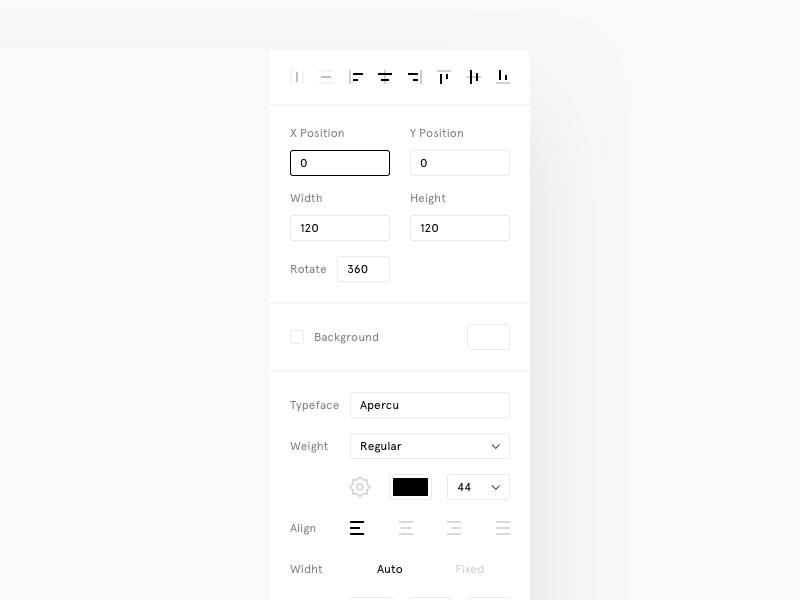 X Position Y Position
0 0
Width Height
120 120
Rotate 360
Background
Typeface Apercu
Weight Regular
44
Align
Widht Auto Fixed